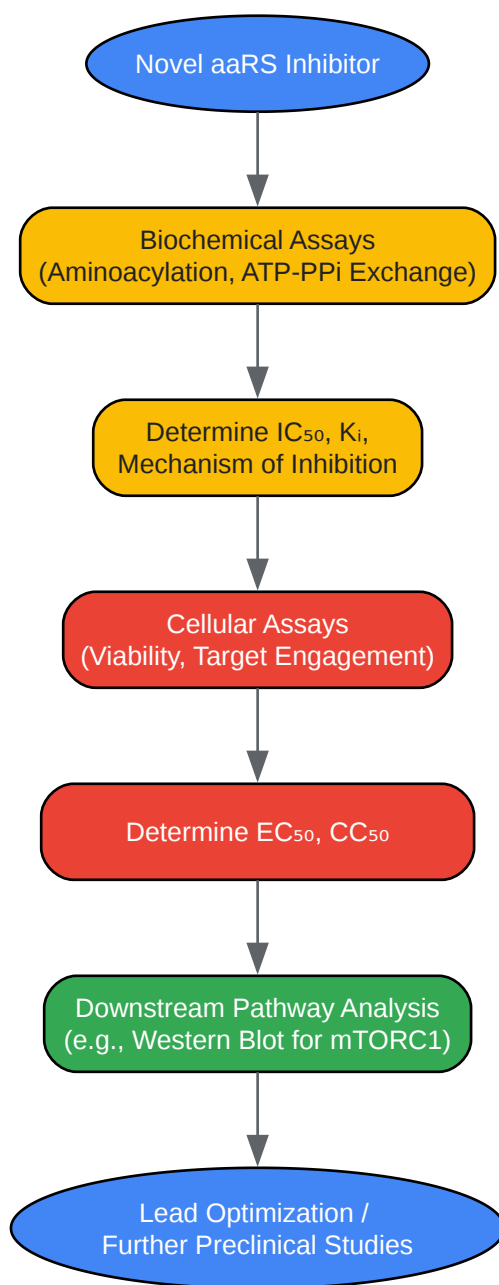 Novel aaRS Inhibitor
Biochemical Assays
(Aminoacylation, ATP-PPi Exchange)
Determine IC₅₀, Kᵢ,
Mechanism of Inhibition
Cellular Assays
(Viability, Target Engagement)
Determine EC₅₀, CC₅₀
Downstream Pathway Analysis
(e.g., Western Blot for mTORC1)
Lead Optimization /
Further Preclinical Studies